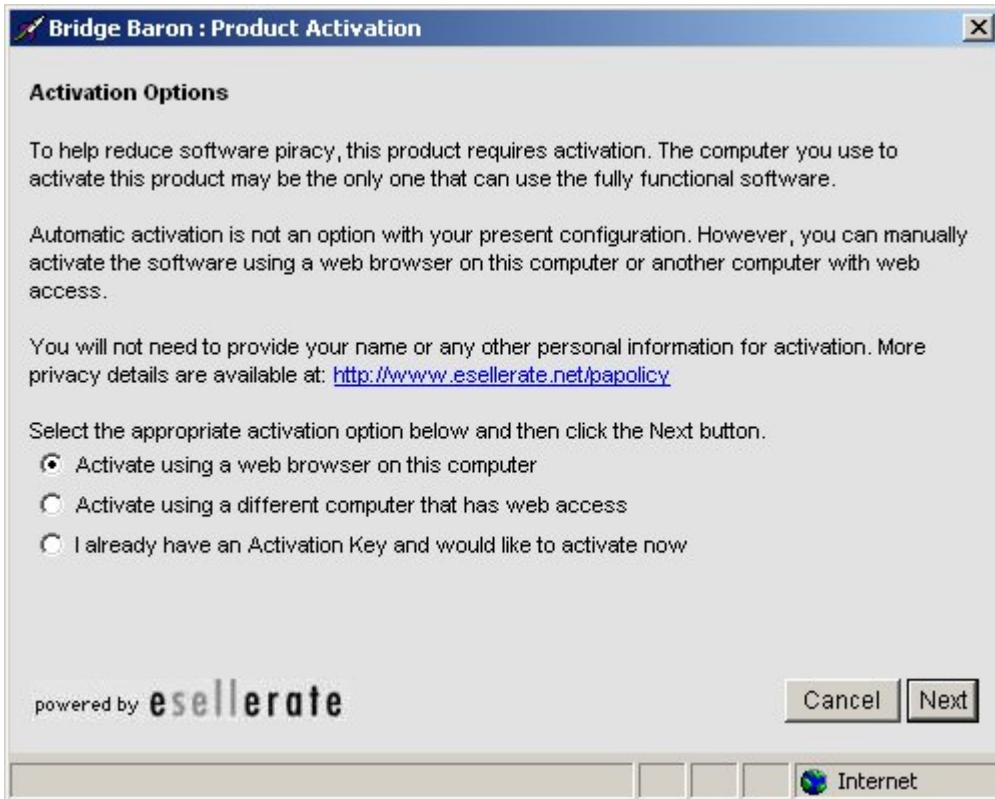 Bridge Baron : Product Activation
Activation Options
To help reduce software piracy, this product requires activation. The computer you use to
activate this product may be the only one that can use the fully functional software.
Automatic activation is not an option with your present configuration. However, you can manually
activate the software using a web browser on this computer or another computer with web
access.
You will not need to provide your name or any other personal information for activation. More
privacy details are available at: http://www.esellerate.net/papolicy
Select the appropriate activation option below and then click the Next button.
Activate using a web browser on this computer
Activate using a different computer that has web access
I already have an Activation Key and would like to activate now
powered by esellerate
Cancel Next
Internet